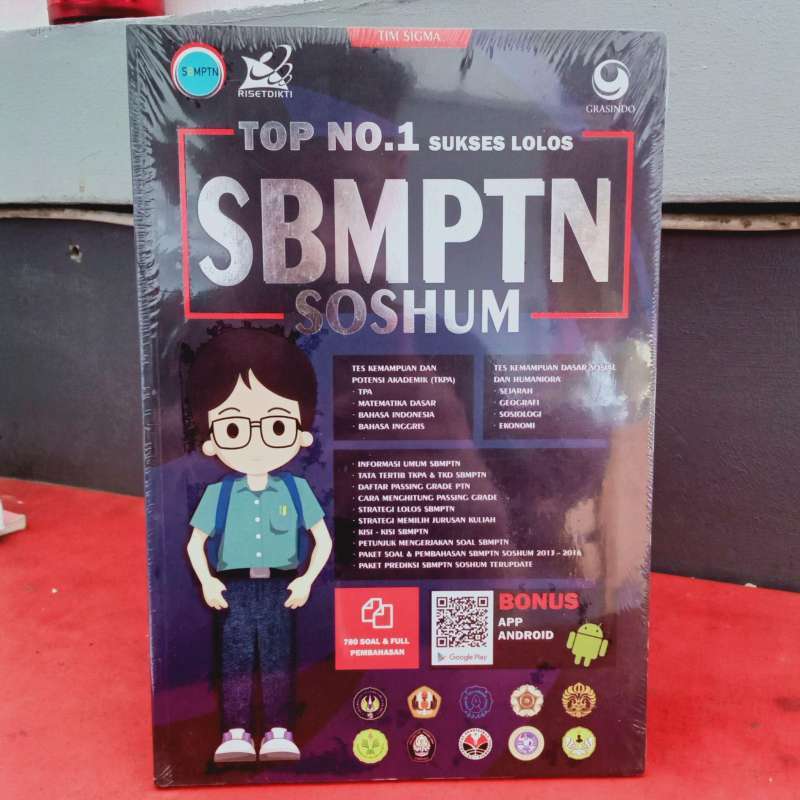 TIM SIGMA
SBMPTN
RISETDIKTI
GRASINDO
TOP NO.1 SUKSES LOLOS
SBMPTN
SOSHUM
TES KEMAMPUAN DAN
POTENSI AKADEMIK (TKPA)
· TPA
· MATEMATIKA DASAR
· BAHASA INDONESIA
· BAHASA INGGRIS
TES KEMAMPUAN DASAR SOSIAL
DAN HUMANIORA
· SEJARAH
· GEOGRAFI
· SOSIOLOGI
· EKONOMI
· INFORMASI UMUM SBMPTN
· TATA TERTIB TKPA & TKD SBMPTN
· DAFTAR PASSING GRADE PTN
· CARA MENGHITUNG PASSING GRADE
· STRATEGI LOLOS SBMPTN
· STRATEGI MEMILIH JURUSAN KULIAH
· KISI - KISI SBMPTN
· PETUNJUK MENGERJAKAN SOAL SBMPTN
· PAKET SOAL & PEMBAHASAN SBMPTN SOSHUM 2013 - 2016
· PAKET PREDIKSI SBMPTN SOSHUM TERUPDATE
780 SOAL & FULL
PEMBAHASAN
Google Play
BONUS
APP
ANDROID